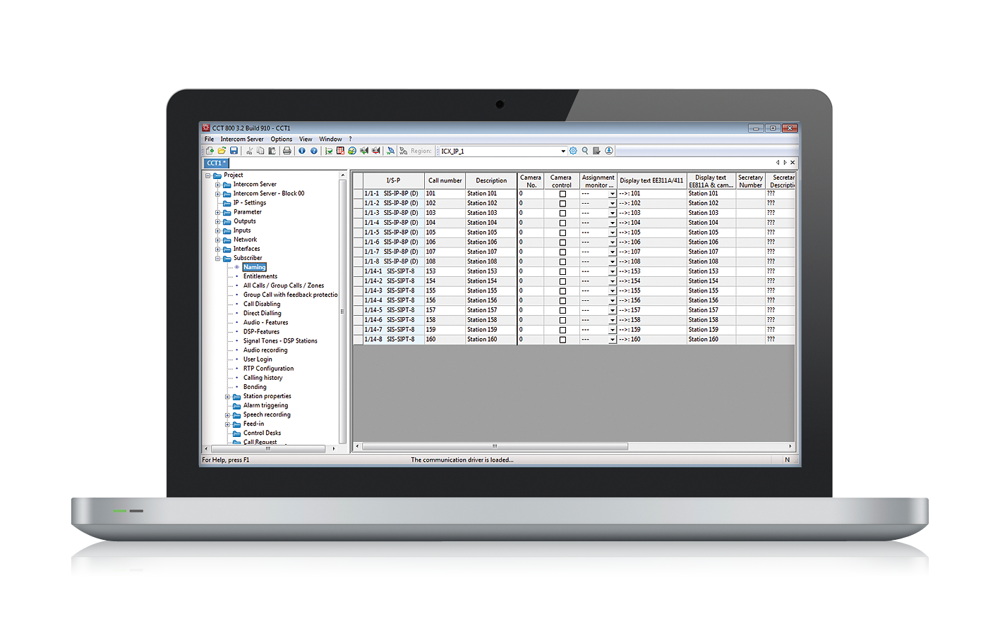 CCT 800 3.2 Build 910 - CCT1
File Intercom Server Options View Window ?
Region: ICX_IP_1
CCT1 *
Project
Intercom Server
Intercom Server - Block 00
IP - Settings
Parameter
Outputs
Inputs
Network
Interfaces
Subscriber
Naming
Entitlements
All Calls / Group Calls / Zones
Group Call with feedback protectio
Call Disabling
Direct Dialling
Audio - Features
DSP-Features
Signal Tones - DSP Stations
Audio recording
User Login
RTP Configuration
Calling history
Bonding
Station properties
Alarm triggering
Speech recording
Feed-in
Control Desks
Call Request
I/S-P Call number Description Camera No. Camera control Assignment monitor ... Display text EE311A/411 Display text EE811A & cam... Secretary Number Secretar Descripti
1/1-1 SIS-IP-8P (D) 101 Station 101 0 --- -->: 101 Station 101 ???
1/1-2 SIS-IP-8P (D) 102 Station 102 0 --- -->: 102 Station 102 ???
1/1-3 SIS-IP-8P (D) 103 Station 103 0 --- -->: 103 Station 103 ???
1/1-4 SIS-IP-8P (D) 104 Station 104 0 --- -->: 104 Station 104 ???
1/1-5 SIS-IP-8P (D) 105 Station 105 0 --- -->: 105 Station 105 ???
1/1-6 SIS-IP-8P (D) 106 Station 106 0 --- -->: 106 Station 106 ???
1/1-7 SIS-IP-8P (D) 107 Station 107 0 --- -->: 107 Station 107 ???
1/1-8 SIS-IP-8P (D) 108 Station 108 0 --- -->: 108 Station 108 ???
1/14-1 SIS-SIPT-8 153 Station 153 0 --- -->: 153 Station 153 ???
1/14-2 SIS-SIPT-8 154 Station 154 0 --- -->: 154 Station 154 ???
1/14-3 SIS-SIPT-8 155 Station 155 0 --- -->: 155 Station 155 ???
1/14-4 SIS-SIPT-8 156 Station 156 0 --- -->: 156 Station 156 ???
1/14-5 SIS-SIPT-8 157 Station 157 0 --- -->: 157 Station 157 ???
1/14-6 SIS-SIPT-8 158 Station 158 0 --- -->: 158 Station 158 ???
1/14-7 SIS-SIPT-8 159 Station 159 0 --- -->: 159 Station 159 ???
1/14-8 SIS-SIPT-8 160 Station 160 0 --- -->: 160 Station 160 ???
For Help, press F1 The communication driver is loaded... N